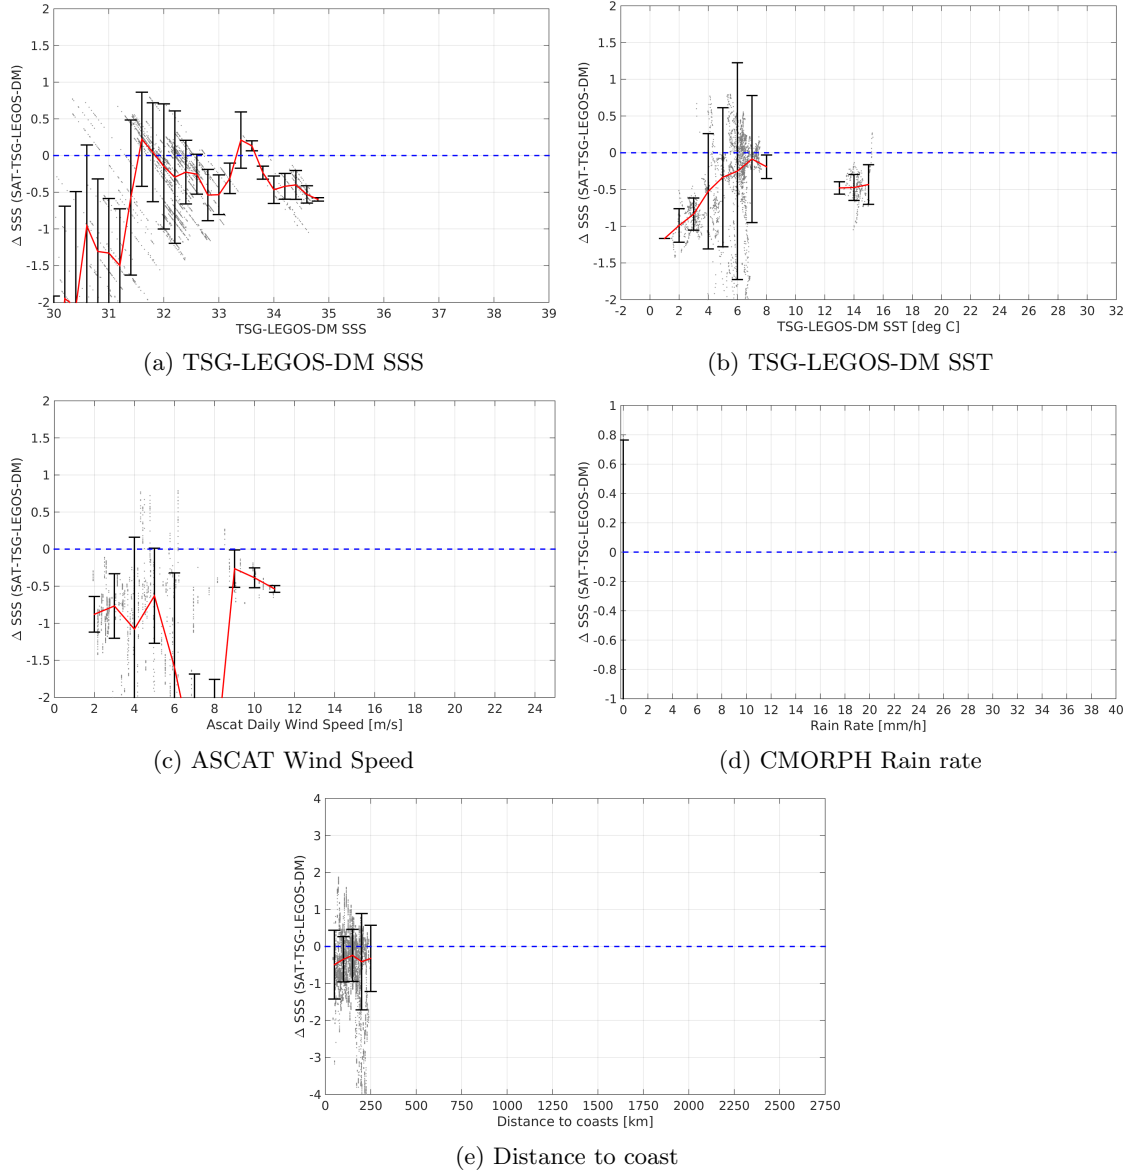 2
1.5
1
0.5
0
-0.5
-1
-1.5
-2
Δ SSS (SAT-TSG-LEGOS-DM)
30 31 32 33 34 35 36 37 38 39
TSG-LEGOS-DM SSS
(a) TSG-LEGOS-DM SSS
2
1.5
1
0.5
0
-0.5
-1
-1.5
-2
Δ SSS (SAT-TSG-LEGOS-DM)
-2 0 2 4 6 8 10 12 14 16 18 20 22 24 26 28 30 32
TSG-LEGOS-DM SST [deg C]
(b) TSG-LEGOS-DM SST
2
1.5
1
0.5
0
-0.5
-1
-1.5
-2
Δ SSS (SAT-TSG-LEGOS-DM)
0 2 4 6 8 10 12 14 16 18 20 22 24
Ascat Daily Wind Speed [m/s]
(c) ASCAT Wind Speed
1
0.8
0.6
0.4
0.2
0
-0.2
-0.4
-0.6
-0.8
-1
Δ SSS (SAT-TSG-LEGOS-DM)
0 2 4 6 8 10 12 14 16 18 20 22 24 26 28 30 32 34 36 38 40
Rain Rate [mm/h]
(d) CMORPH Rain rate
4
3
2
1
0
-1
-2
-3
-4
Δ SSS (SAT-TSG-LEGOS-DM)
0 250 500 750 1000 1250 1500 1750 2000 2250 2500 2750
Distance to coasts [km]
(e) Distance to coast